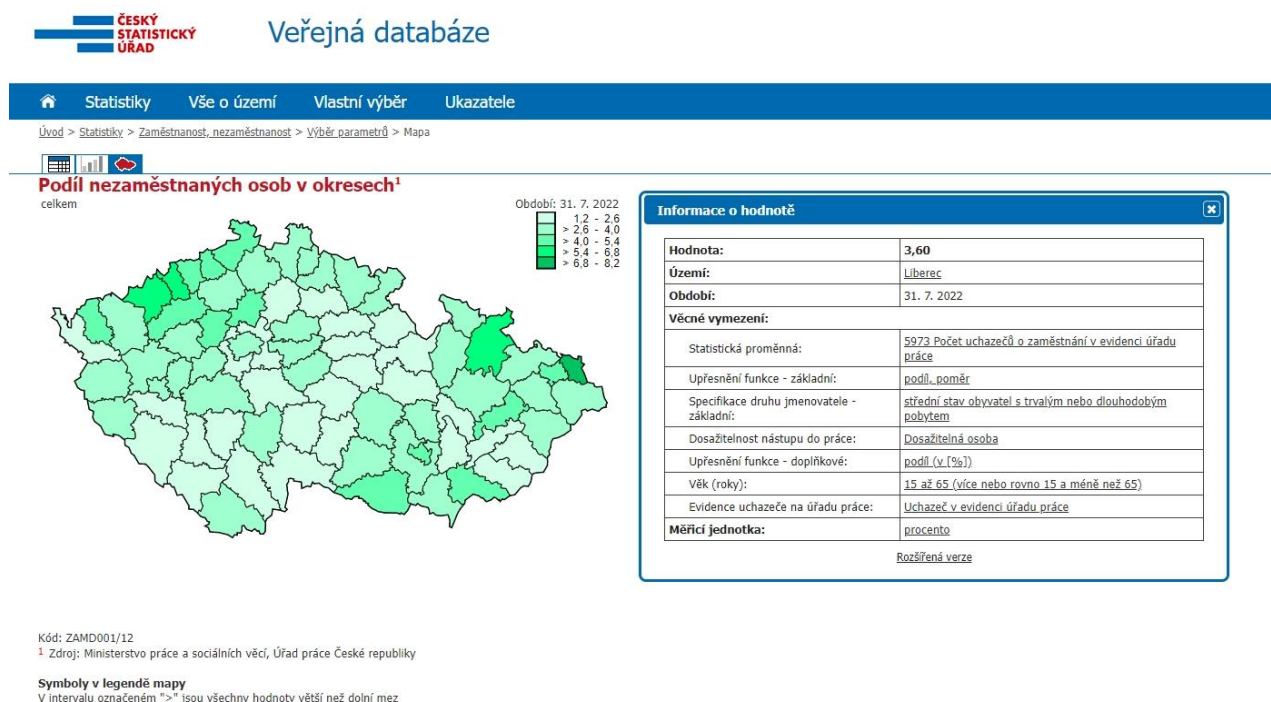 ČESKÝ
STATISTICKÝ
ÚŘAD
Veřejná databáze
Statistiky Vše o území Vlastní výběr Ukazatele
Úvod > Statistiky > Zaměstnanost, nezaměstnanost > Výběr parametrů > Mapa
Podíl nezaměstnaných osob v okresech¹
celkem
Období: 31. 7. 2022
1,2 - 2,6
> 2,6 - 4,0
> 4,0 - 5,4
> 5,4 - 6,8
> 6,8 - 8,2
Informace o hodnotě
Hodnota: 3,60
Území: Liberec
Období: 31. 7. 2022
Věcné vymezení:
Statistická proměnná: 5973 Počet uchazečů o zaměstnání v evidenci úřadu
práce
Upřesnění funkce - základní: podíl, poměr
Specifikace druhu jmenovatele - střední stav obyvatel s trvalým nebo dlouhodobým
základní: pobytem
Dosažitelnost nástupu do práce: Dosažitelná osoba
Upřesnění funkce - doplňkové: podíl (v [%])
Věk (roky): 15 až 65 (více nebo rovno 15 a méně než 65)
Evidence uchazeče na úřadu práce: Uchazeč v evidenci úřadu práce
Měřicí jednotka: procento
Rozšířená verze
Kód: ZAMD001/12
¹ Zdroj: Ministerstvo práce a sociálních věcí, Úřad práce České republiky
Symboly v legendě mapy
V intervalu označeném ">" jsou všechny hodnoty větší než dolní mez